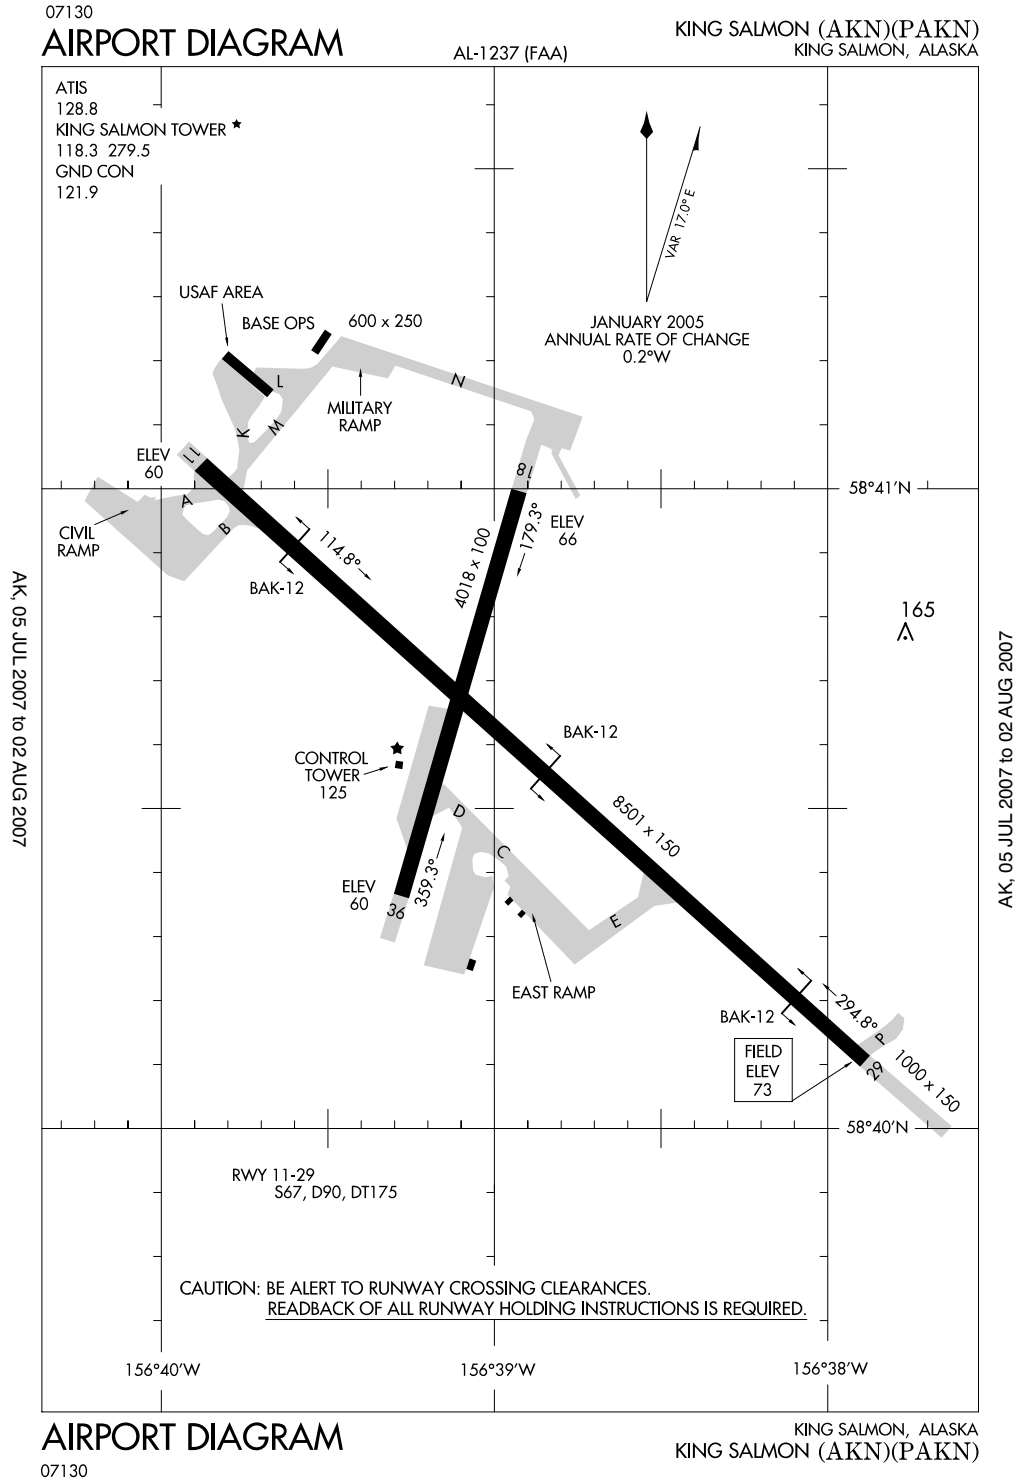 07130
AIRPORT DIAGRAM
AL-1237 (FAA)
KING SALMON (AKN)(PAKN)
KING SALMON, ALASKA
ATIS
128.8
KING SALMON TOWER
118.3 279.5
GND CON
121.9
VAR 17.0° E
JANUARY 2005
ANNUAL RATE OF CHANGE
0.2°W
USAF AREA
BASE OPS
600 x 250
L
N
MILITARY
RAMP
K
M
ELEV
60
11
18
A
B
58°41'N
CIVIL
RAMP
179.3°
ELEV
66
114.8°
4018 x 100
BAK-12
165
BAK-12
CONTROL
TOWER
125
D
8501 x 150
C
359.3°
ELEV
60
36
E
EAST RAMP
BAK-12
294.8°
P
FIELD
ELEV
73
29
1000 x 150
58°40'N
RWY 11-29
S67, D90, DT175
CAUTION: BE ALERT TO RUNWAY CROSSING CLEARANCES.
READBACK OF ALL RUNWAY HOLDING INSTRUCTIONS IS REQUIRED.
156°40'W
156°39'W
156°38'W
AK, 05 JUL 2007 to 02 AUG 2007
AK, 05 JUL 2007 to 02 AUG 2007
AIRPORT DIAGRAM
07130
KING SALMON, ALASKA
KING SALMON (AKN)(PAKN)